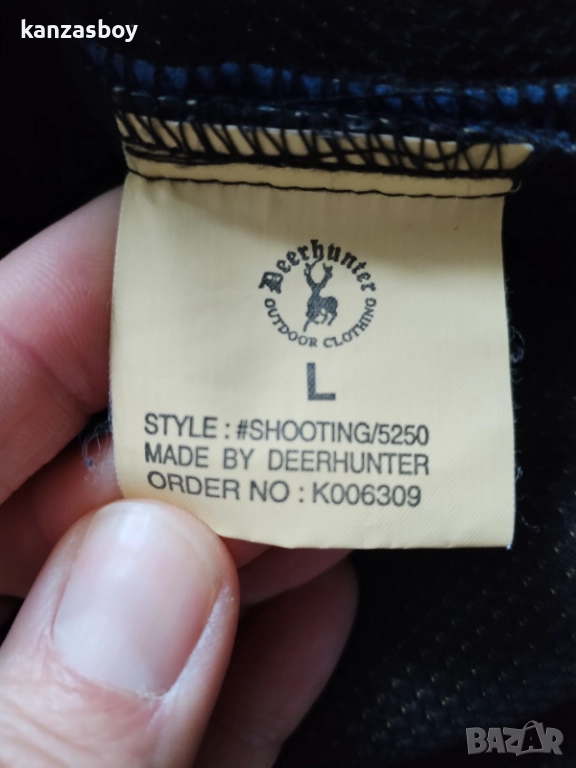 kanzasboy
Deerhunter
OUTDOOR CLOTHING
L
STYLE : #SHOOTING/5250
MADE BY DEERHUNTER
ORDER NO : K006309
BAZAR